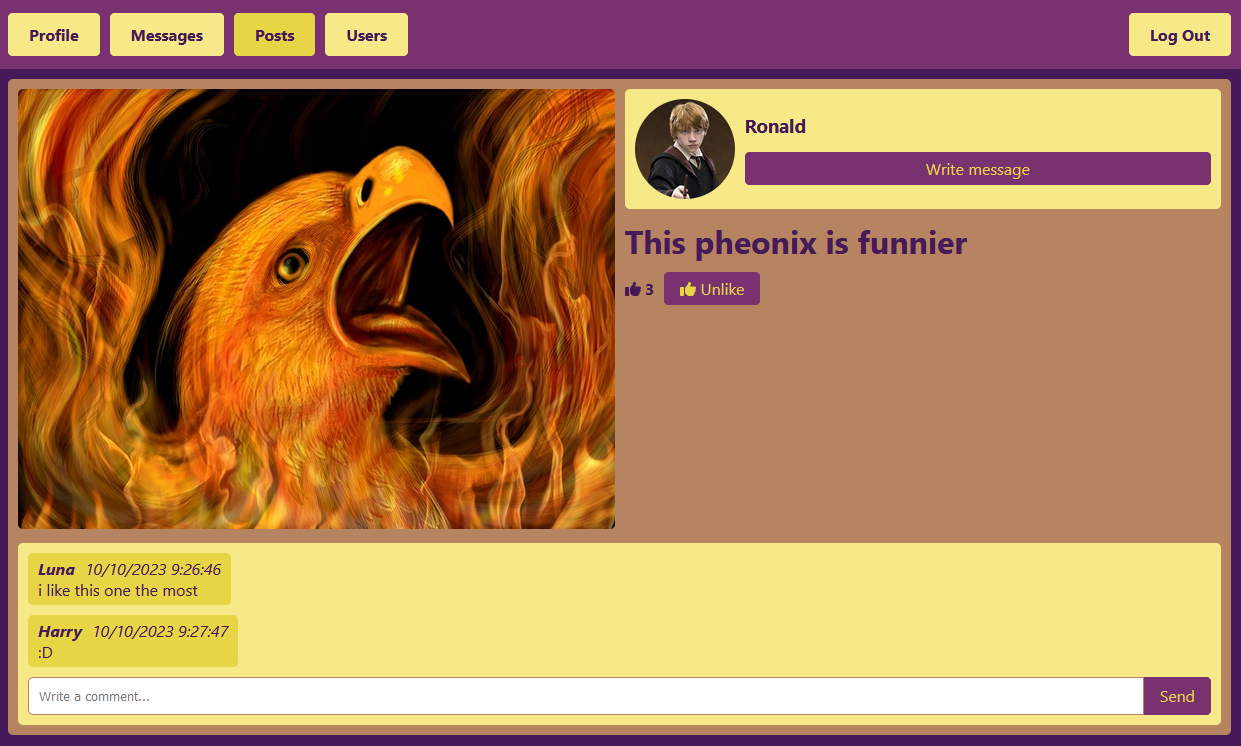 Profile
Messages
Posts
Users
Log Out
Ronald
Write message
This pheonix is funnier
3
Unlike
Luna 10/10/2023 9:26:46
i like this one the most
Harry 10/10/2023 9:27:47
:D
Write a comment...
Send